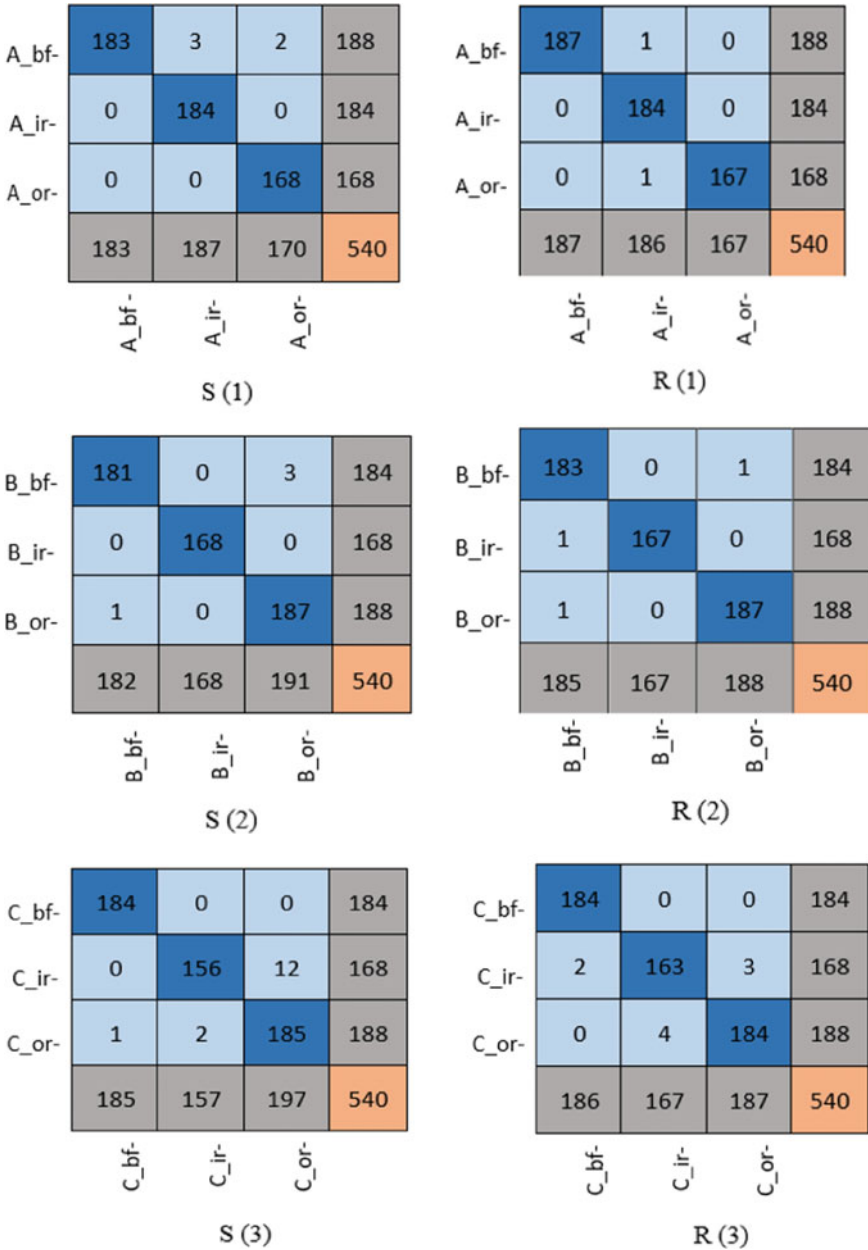 A_bf- 183 3 2 188
A_ir- 0 184 0 184
A_or- 0 0 168 168
183 187 170 540
A_bf - A_ir- A_or-
S (1)
A_bf- 187 1 0 188
A_ir- 0 184 0 184
A_or- 0 1 167 168
187 186 167 540
A_bf- A_ir- A_or-
R (1)
B_bf- 181 0 3 184
B_ir- 0 168 0 168
B_or- 1 0 187 188
182 168 191 540
B_bf- B_ir- B_or-
S (2)
B_bf- 183 0 1 184
B_ir- 1 167 0 168
B_or- 1 0 187 188
185 167 188 540
B_bf- B_ir- B_or-
R (2)
C_bf- 184 0 0 184
C_ir- 0 156 12 168
C_or- 1 2 185 188
185 157 197 540
C_bf- C_ir- C_or-
S (3)
C_bf- 184 0 0 184
C_ir- 2 163 3 168
C_or- 0 4 184 188
186 167 187 540
C_bf- C_ir- C_or-
R (3)